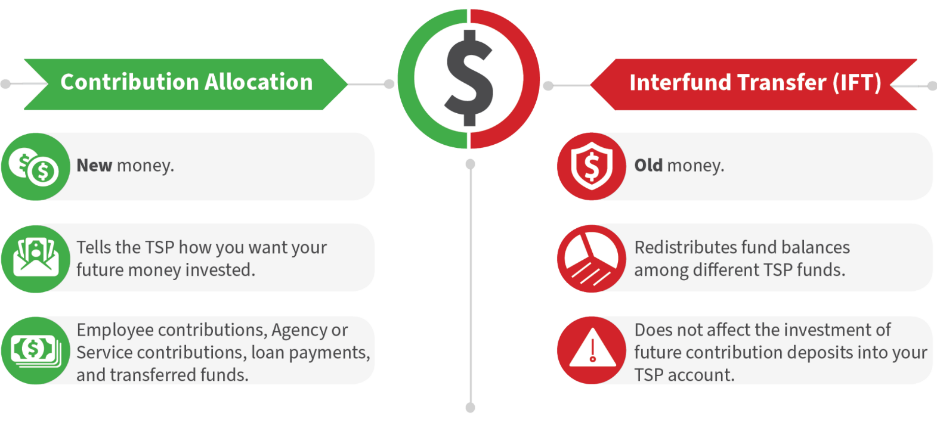 Contribution Allocation
$
Interfund Transfer (IFT)
$ $
New money.
Tells the TSP how you want your
future money invested.
$
Employee contributions, Agency or
Service contributions, loan payments,
and transferred funds.
$
Old money.
Redistributes fund balances
among different TSP funds.
!
Does not affect the investment of
future contribution deposits into your
TSP account.